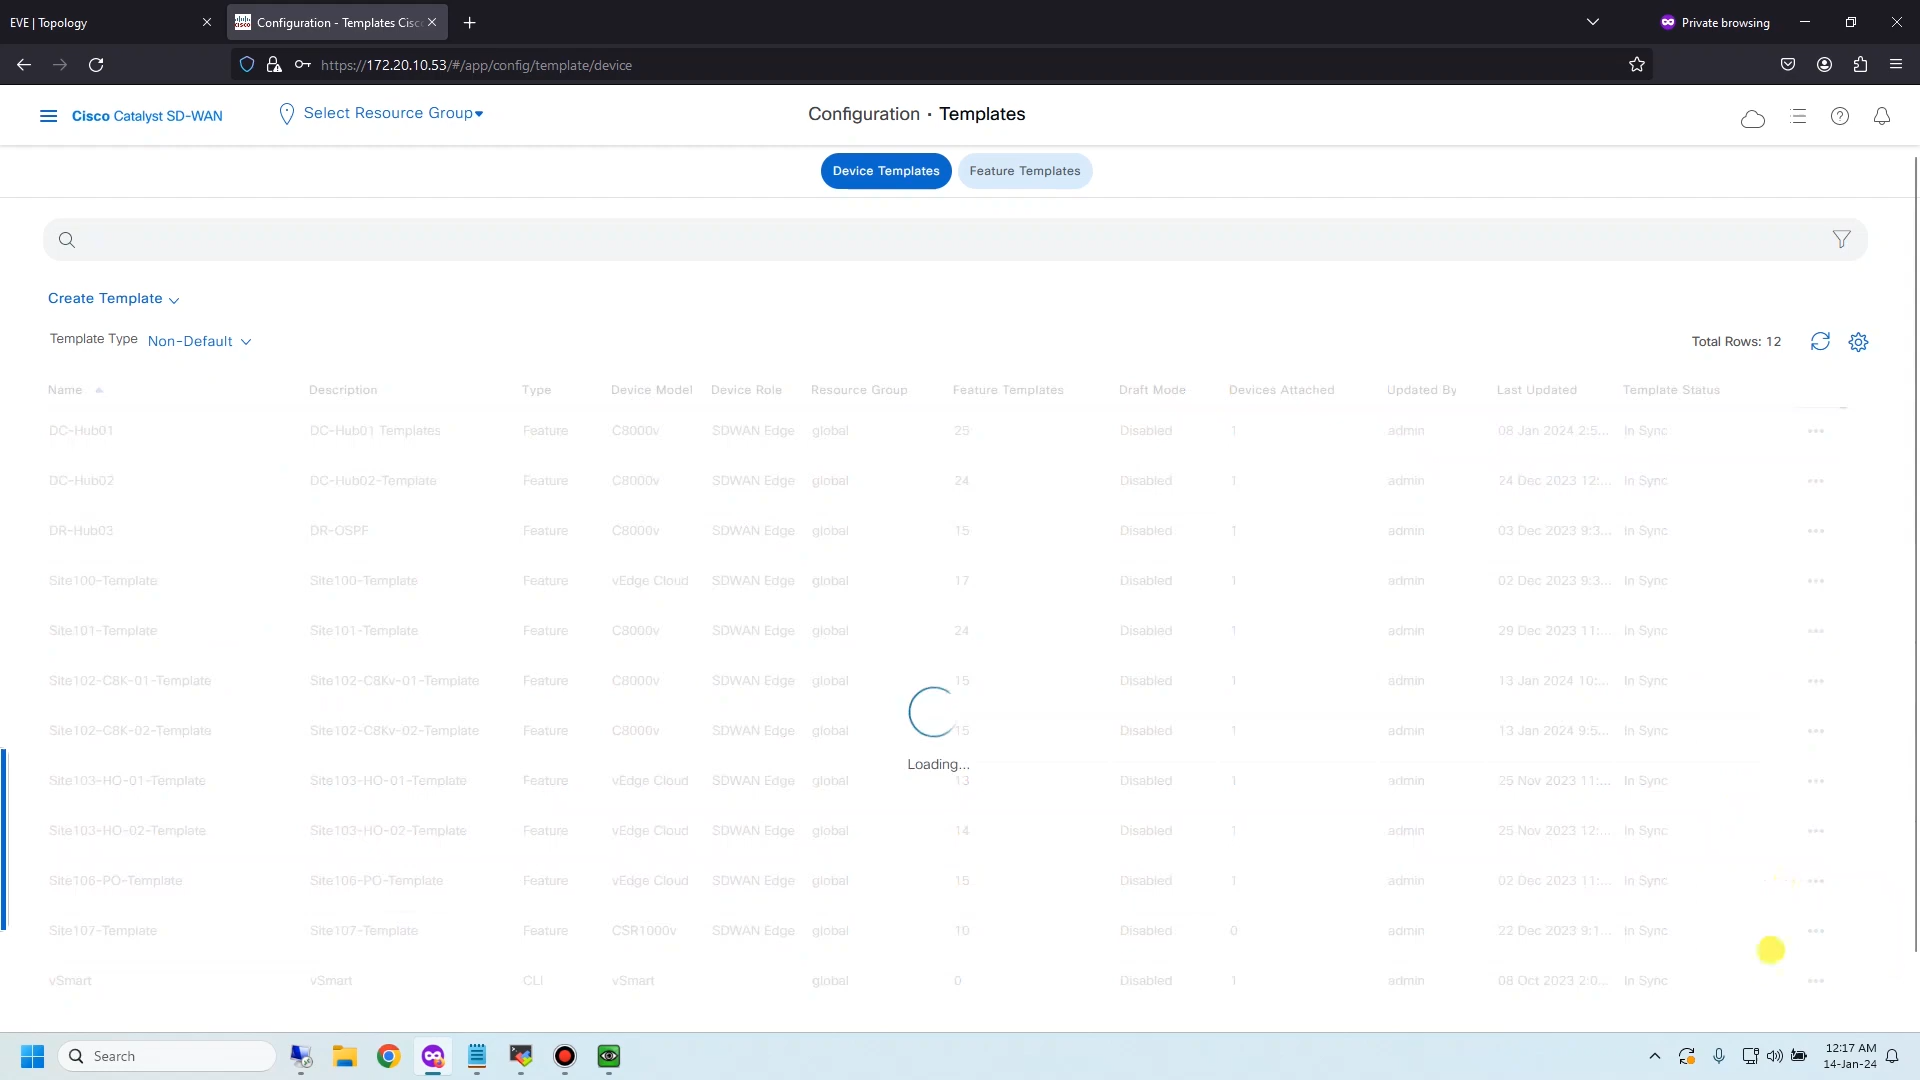 EVE | Topology
Configuration - Templates Cisc
Private browsing
https://172.20.10.53/#/app/config/template/device
Cisco Catalyst SD-WAN
Select Resource Group
Configuration · Templates
Device Templates
Feature Templates
Create Template
Template Type Non-Default
Total Rows: 12
Name Description Type Device Model Device Role Resource Group Feature Templates Draft Mode Devices Attached Updated By Last Updated Template Status
DC-Hub01 DC-Hub01 Templates Feature C8000v SDWAN Edge global 25 Disabled 1 admin 08 Jan 2024 2:5... In Sync
DC-Hub02 DC-Hub02-Template Feature C8000v SDWAN Edge global 24 Disabled 1 admin 24 Dec 2023 12:... In Sync
DR-Hub03 DR-OSPF Feature C8000v SDWAN Edge global 15 Disabled 1 admin 03 Dec 2023 9:3... In Sync
Site100-Template Site100-Template Feature vEdge Cloud SDWAN Edge global 17 Disabled 1 admin 02 Dec 2023 9:3... In Sync
Site101-Template Site101-Template Feature C8000v SDWAN Edge global 24 Disabled 1 admin 29 Dec 2023 11:... In Sync
Site102-C8K-01-Template Site102-C8Kv-01-Template Feature C8000v SDWAN Edge global 15 Disabled 1 admin 13 Jan 2024 10:... In Sync
Site102-C8K-02-Template Site102-C8Kv-02-Template Feature C8000v SDWAN Edge global 15 Disabled 1 admin 13 Jan 2024 9:5... In Sync
Loading...
Site103-HO-01-Template Site103-HO-01-Template Feature vEdge Cloud SDWAN Edge global 13 Disabled 1 admin 25 Nov 2023 11:... In Sync
Site103-HO-02-Template Site103-HO-02-Template Feature vEdge Cloud SDWAN Edge global 14 Disabled 1 admin 25 Nov 2023 12:... In Sync
Site106-PO-Template Site106-PO-Template Feature vEdge Cloud SDWAN Edge global 15 Disabled 1 admin 02 Dec 2023 11:... In Sync
Site107-Template Site107-Template Feature CSR1000v SDWAN Edge global 10 Disabled 0 admin 22 Dec 2023 9:1... In Sync
vSmart vSmart CLI vSmart global 0 Disabled 1 admin 08 Oct 2023 2:0... In Sync
Search
12:17 AM
14-Jan-24